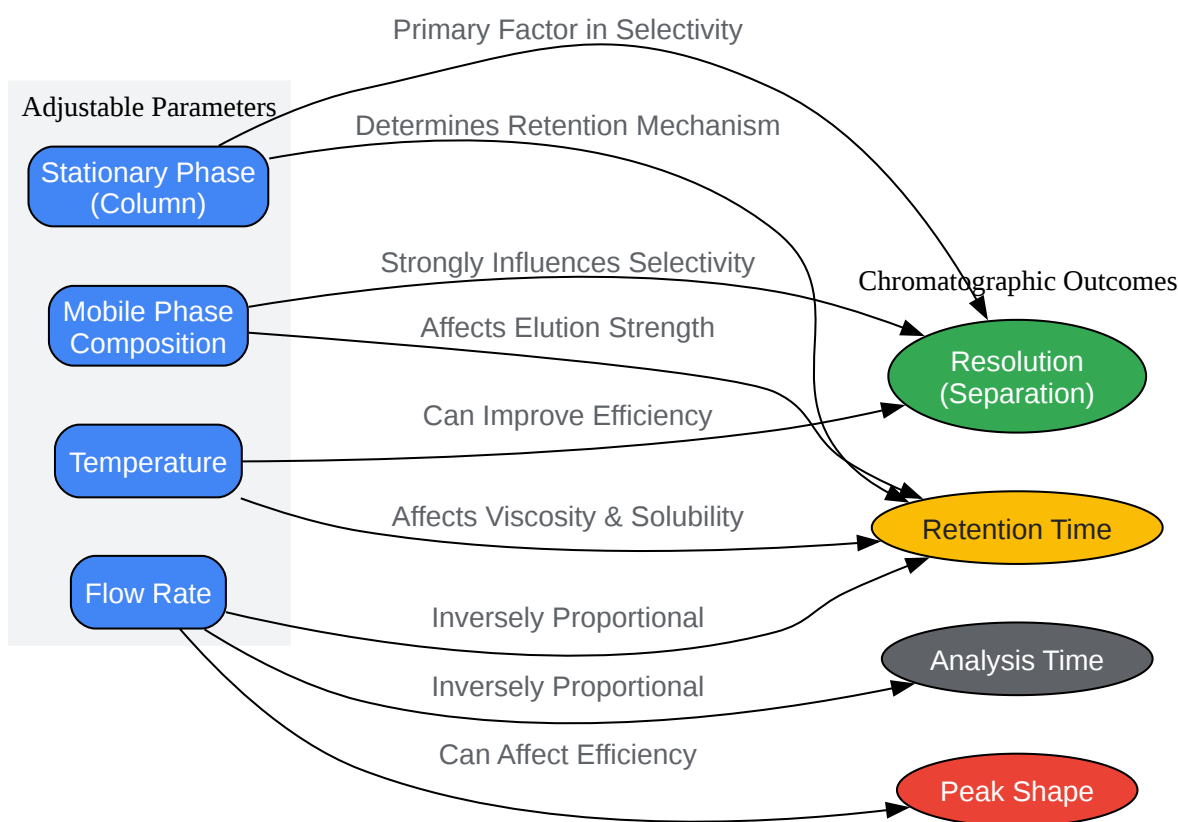 Primary Factor in Selectivity
Adjustable Parameters
Determines Retention Mechanism
Stationary Phase
(Column)
Strongly Influences Selectivity
Chromatographic Outcomes
Mobile Phase
Composition
Affects Elution Strength
Resolution
(Separation)
Can Improve Efficiency
Temperature
Affects Viscosity & Solubility
Retention Time
Flow Rate
Inversely Proportional
Analysis Time
Inversely Proportional
Can Affect Efficiency
Peak Shape